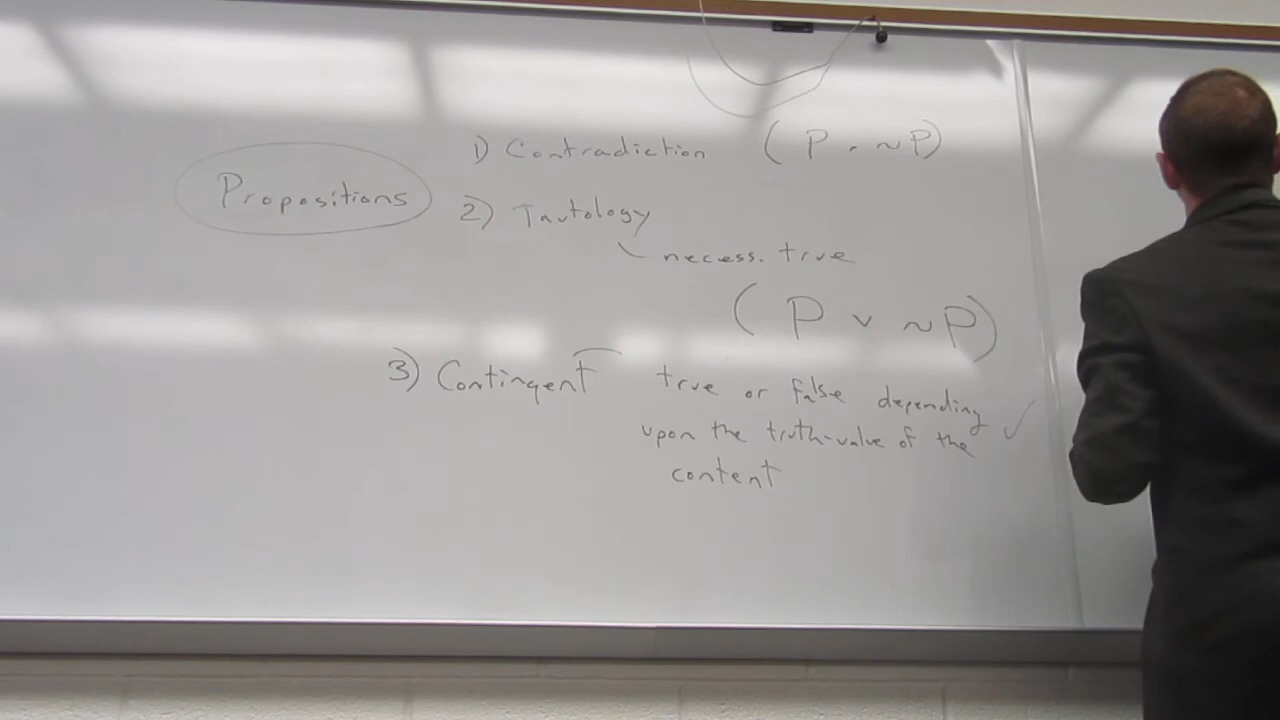 Propositions
1) Contradiction (P . ~P)
2) Tautology
necess. true
(P v ~P)
3) Contingent true or false depending
upon the truth-value of the
content